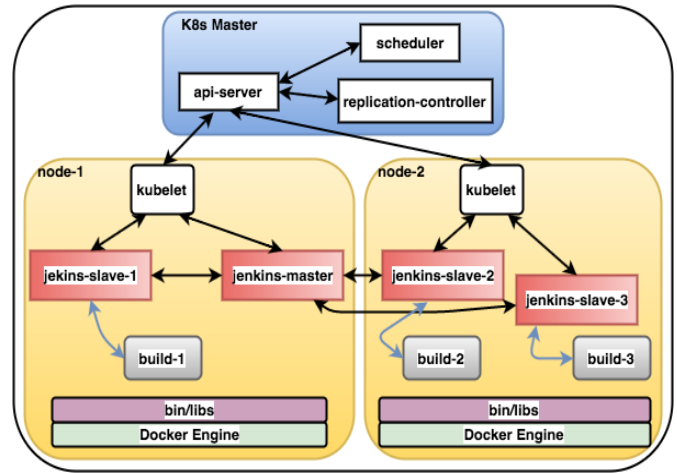 K8s Master
scheduler
api-server
replication-controller
node-1
node-2
kubelet
kubelet
jekins-slave-1
jenkins-master
jenkins-slave-2
jenkins-slave-3
build-1
build-2
build-3
bin/libs
bin/libs
Docker Engine
Docker Engine